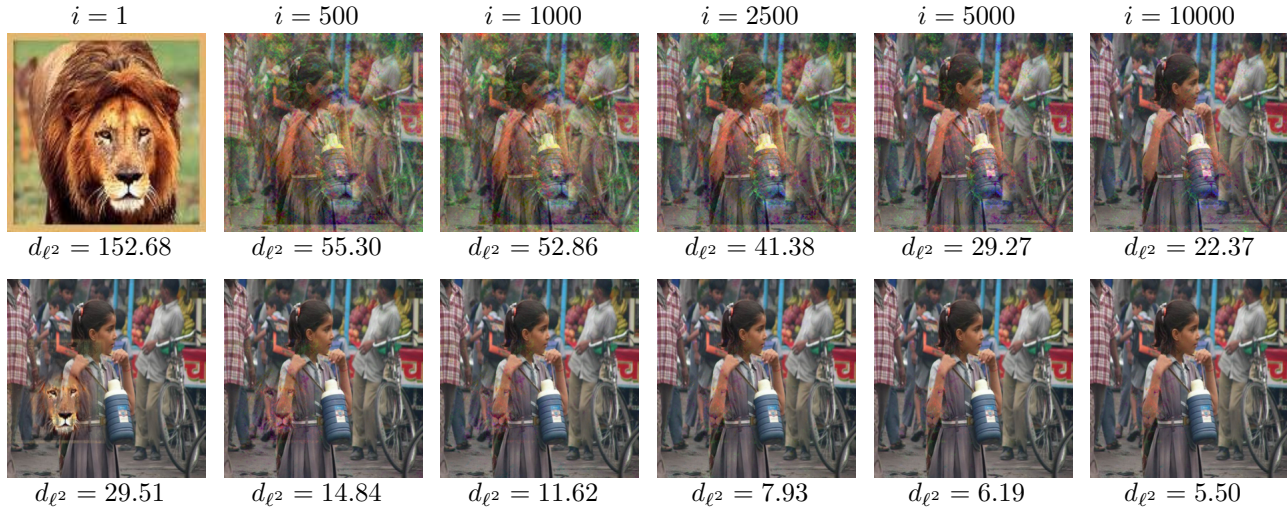 i = 1 i = 500 i = 1000 i = 2500 i = 5000 i = 10000
d_{ℓ²} = 152.68 d_{ℓ²} = 55.30 d_{ℓ²} = 52.86 d_{ℓ²} = 41.38 d_{ℓ²} = 29.27 d_{ℓ²} = 22.37
d_{ℓ²} = 29.51 d_{ℓ²} = 14.84 d_{ℓ²} = 11.62 d_{ℓ²} = 7.93 d_{ℓ²} = 6.19 d_{ℓ²} = 5.50